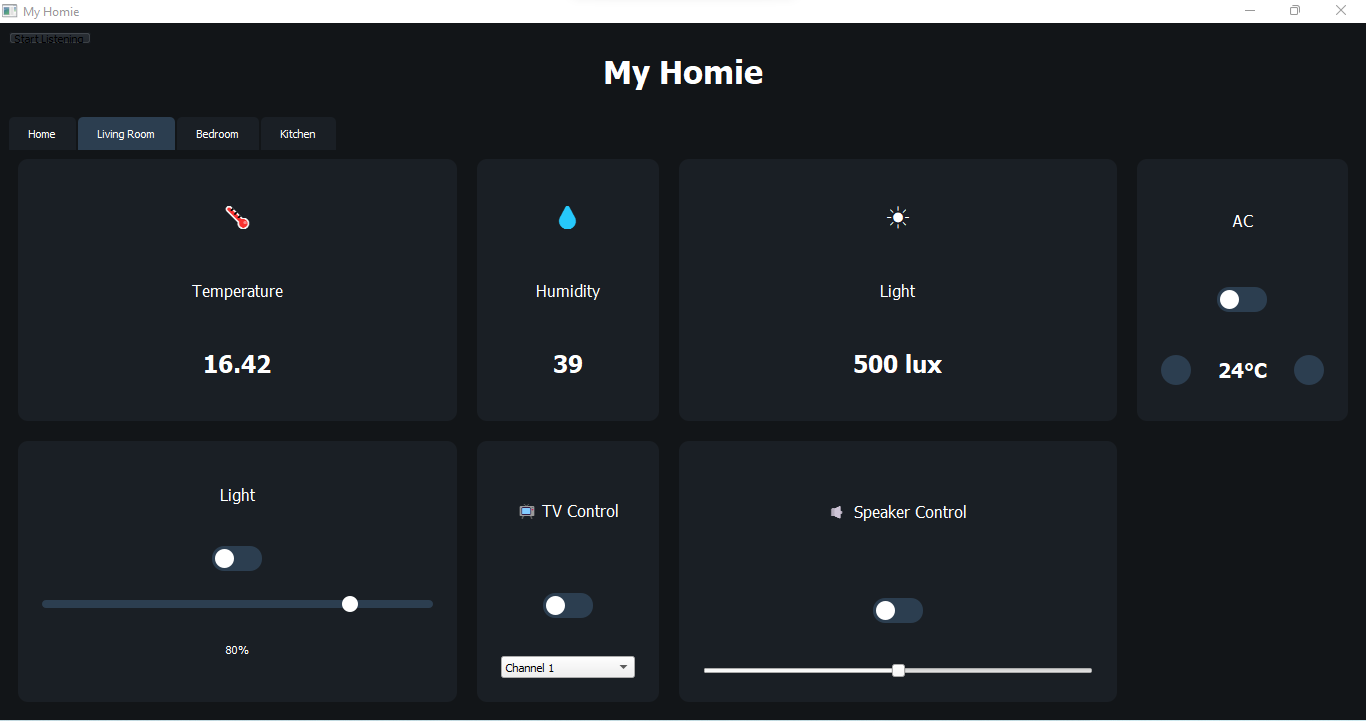 My Homie
Start Listening
My Homie
Home
Living Room
Bedroom
Kitchen
Temperature
16.42
Humidity
39
Light
500 lux
AC
24°C
Light
80%
TV Control
Channel 1
Speaker Control